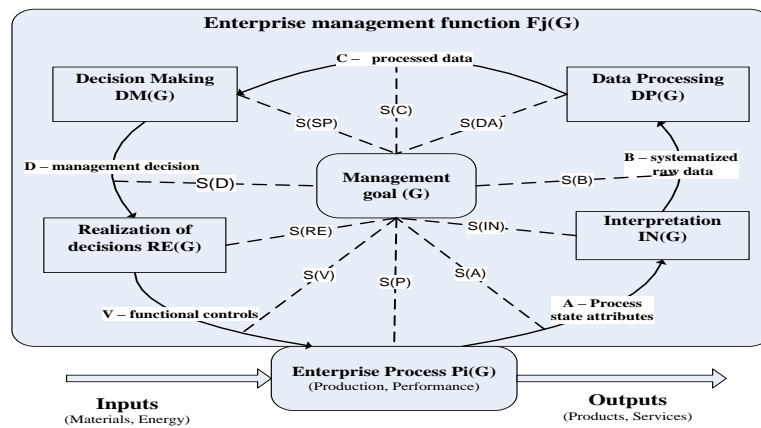 Enterprise management function Fj(G)
C – processed data
Decision Making
DM(G)
Data Processing
DP(G)
S(SP)
S(C)
S(DA)
D – management decision
B – systematized
raw data
S(D)
Management
goal (G)
S(B)
Realization of
decisions RE(G)
Interpretation
IN(G)
S(RE)
S(IN)
S(V)
S(P)
S(A)
V – functional controls
A – Process
state attributes
Enterprise Process Pi(G)
(Production, Performance)
Inputs
(Materials, Energy)
Outputs
(Products, Services)